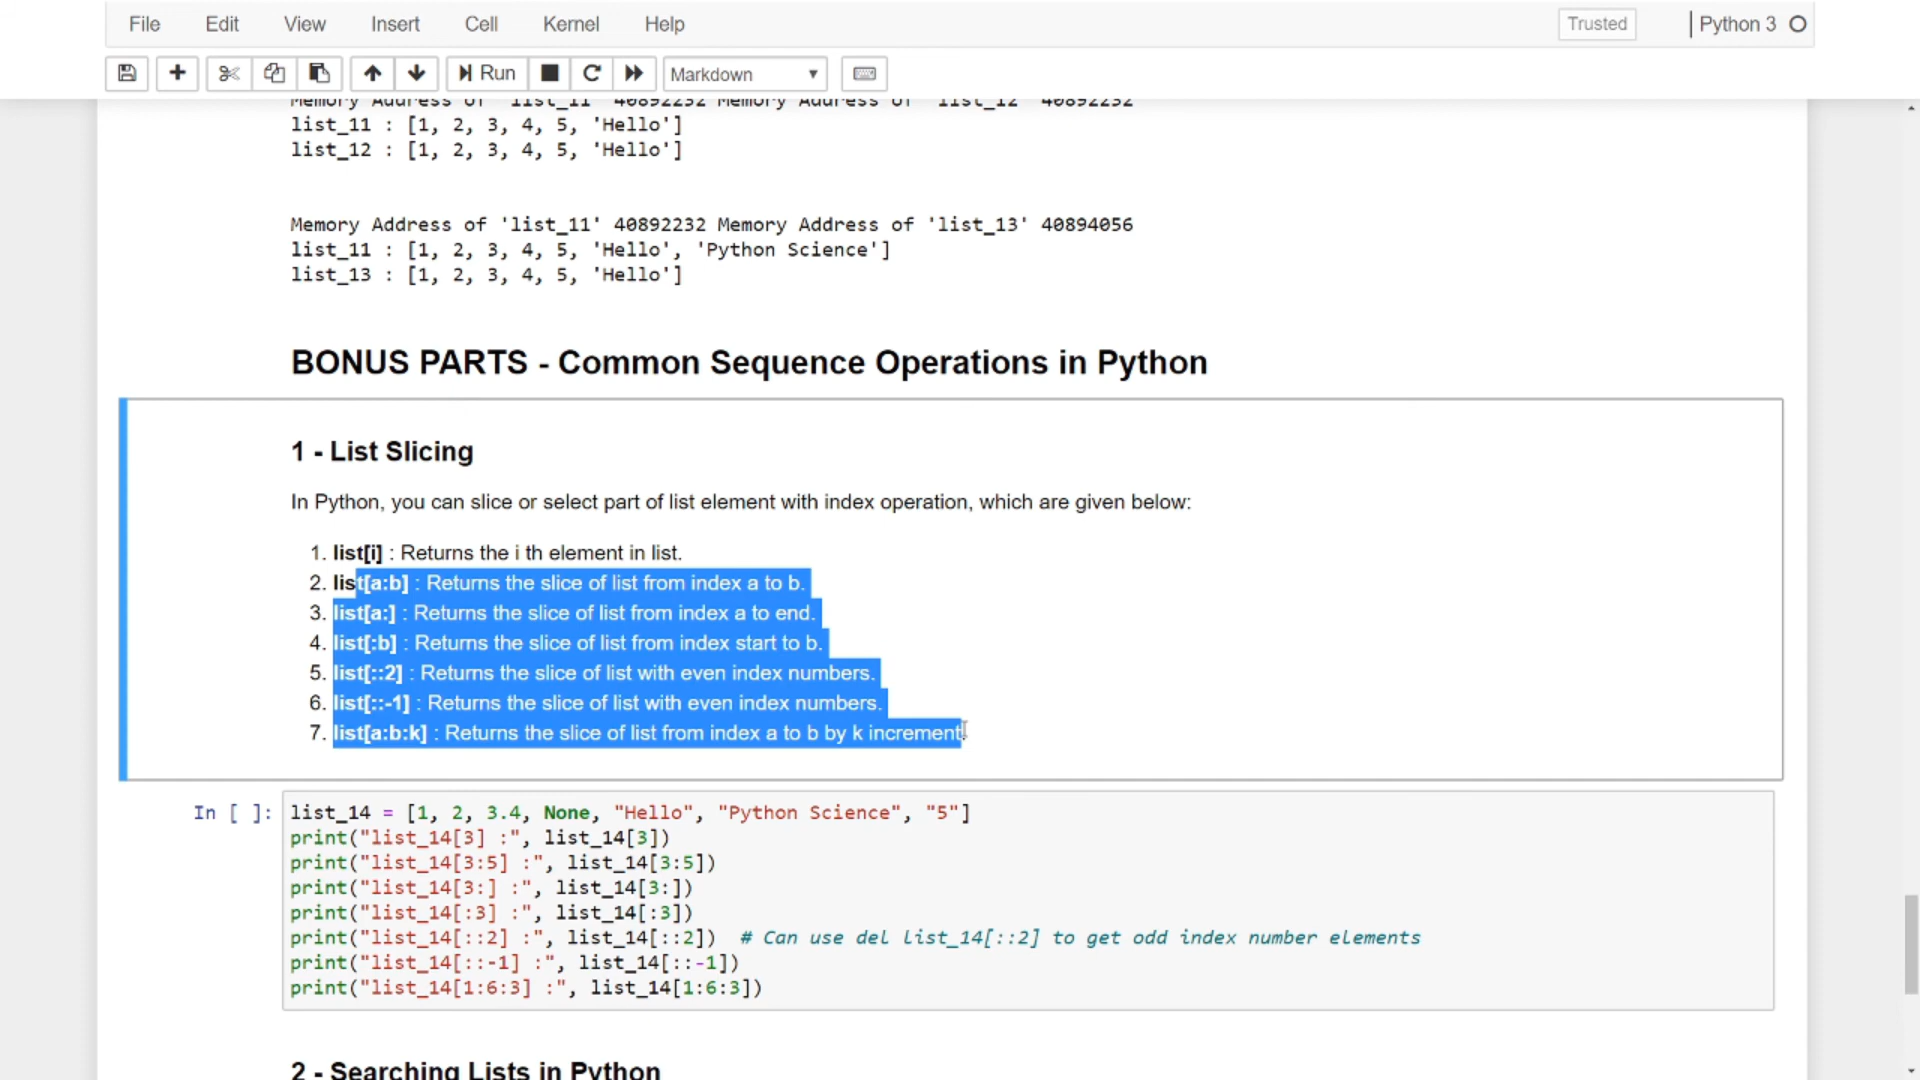 File Edit View Insert Cell Kernel Help Trusted Python 3
Run Markdown
Memory Address of 'list_11' 40892232 Memory Address of 'list_12' 40892232
list_11 : [1, 2, 3, 4, 5, 'Hello']
list_12 : [1, 2, 3, 4, 5, 'Hello']
Memory Address of 'list_11' 40892232 Memory Address of 'list_13' 40894056
list_11 : [1, 2, 3, 4, 5, 'Hello', 'Python Science']
list_13 : [1, 2, 3, 4, 5, 'Hello']
BONUS PARTS - Common Sequence Operations in Python
1 - List Slicing
In Python, you can slice or select part of list element with index operation, which are given below:
1. list[i] : Returns the i th element in list.
2. list[a:b] : Returns the slice of list from index a to b.
3. list[a:] : Returns the slice of list from index a to end.
4. list[:b] : Returns the slice of list from index start to b.
5. list[::2] : Returns the slice of list with even index numbers.
6. list[::-1] : Returns the slice of list with even index numbers.
7. list[a:b:k] : Returns the slice of list from index a to b by k increment.
In [ ]: list_14 = [1, 2, 3.4, None, "Hello", "Python Science", "5"]
print("list_14[3] :", list_14[3])
print("list_14[3:5] :", list_14[3:5])
print("list_14[3:] :", list_14[3:])
print("list_14[:3] :", list_14[:3])
print("list_14[::2] :", list_14[::2]) # Can use del list_14[::2] to get odd index number elements
print("list_14[::-1] :", list_14[::-1])
print("list_14[1:6:3] :", list_14[1:6:3])
2 - Searching Lists in Python